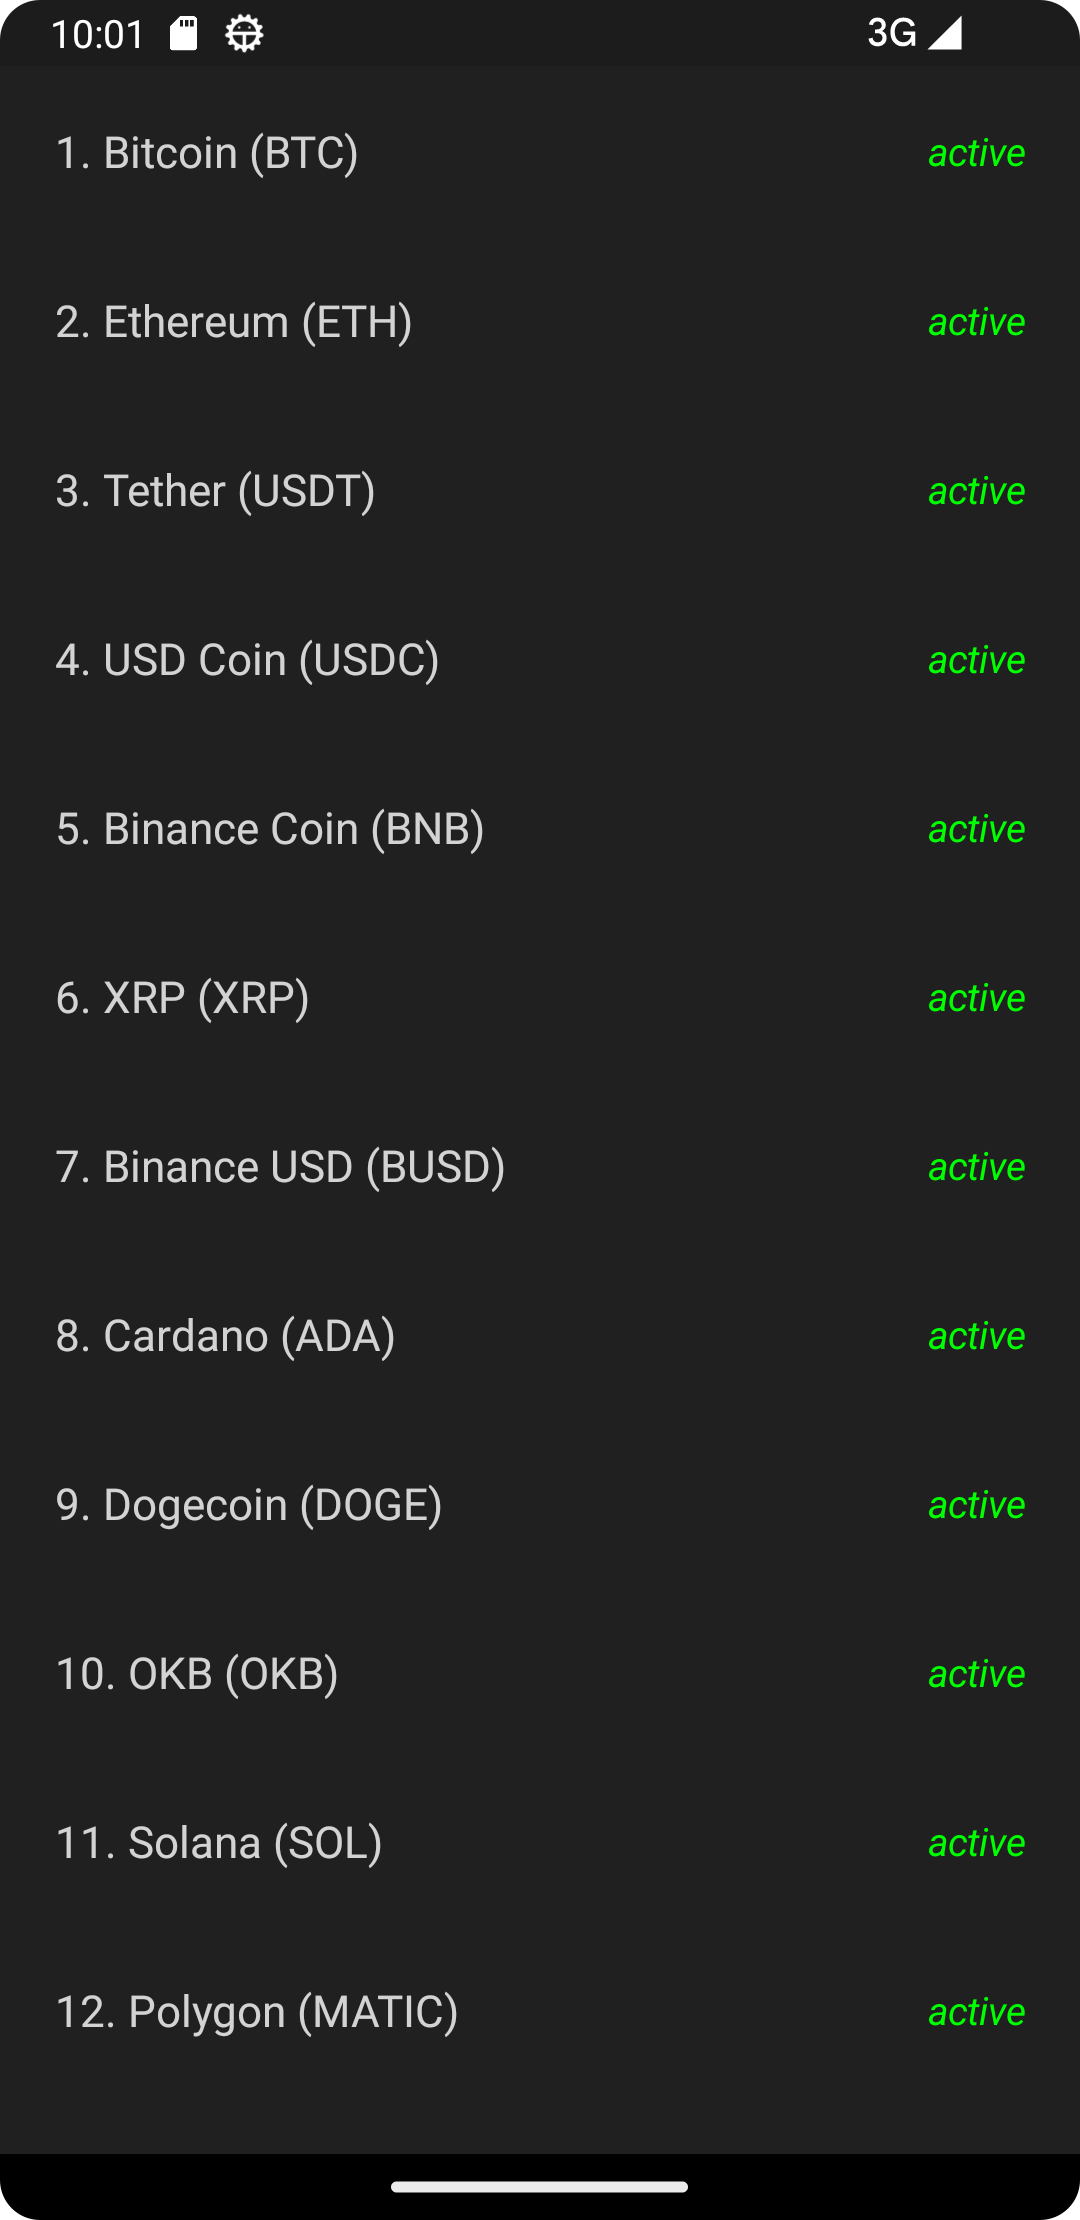 10:01 3G
1. Bitcoin (BTC) active
2. Ethereum (ETH) active
3. Tether (USDT) active
4. USD Coin (USDC) active
5. Binance Coin (BNB) active
6. XRP (XRP) active
7. Binance USD (BUSD) active
8. Cardano (ADA) active
9. Dogecoin (DOGE) active
10. OKB (OKB) active
11. Solana (SOL) active
12. Polygon (MATIC) active